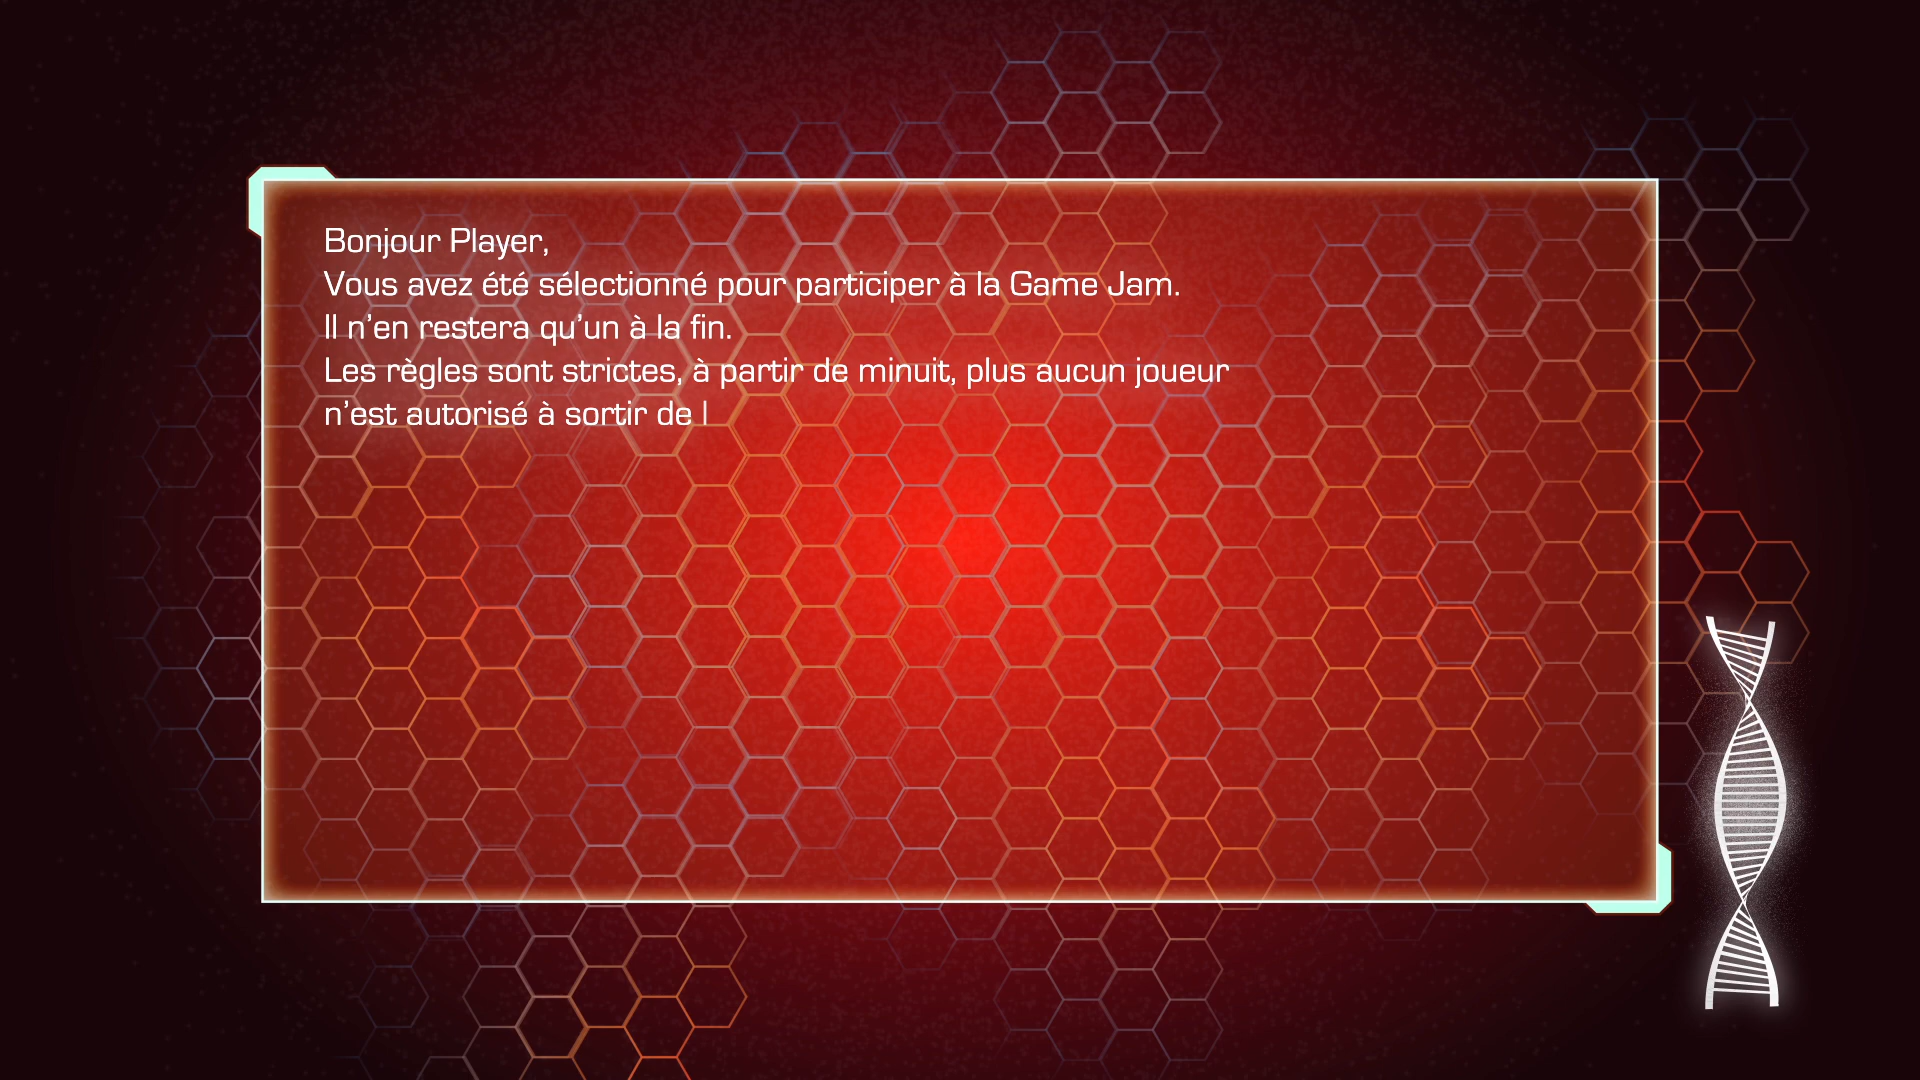 Bonjour Player,
Vous avez été sélectionné pour participer à la Game Jam.
Il n’en restera qu’un à la fin.
Les règles sont strictes, à partir de minuit, plus aucun joueur
n’est autorisé à sortir de l